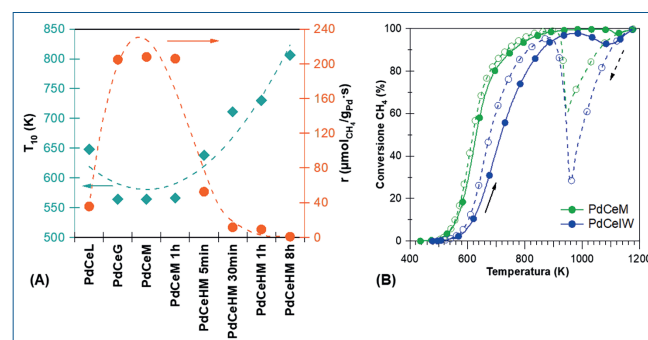 850
800
750
700
650
600
550
500
T10 (K)
240
200
160
120
80
40
0
r (µmolCH4/gPd·s)
PdCeL
PdCeG
PdCeM
PdCeM 1h
PdCeHM 5min
PdCeHM 30min
PdCeHM 1h
PdCeHM 8h
(A)
100
80
60
40
20
0
Conversione CH4 (%)
PdCeM
PdCeIW
400 600 800 1000 1200
Temperatura (K)
(B)